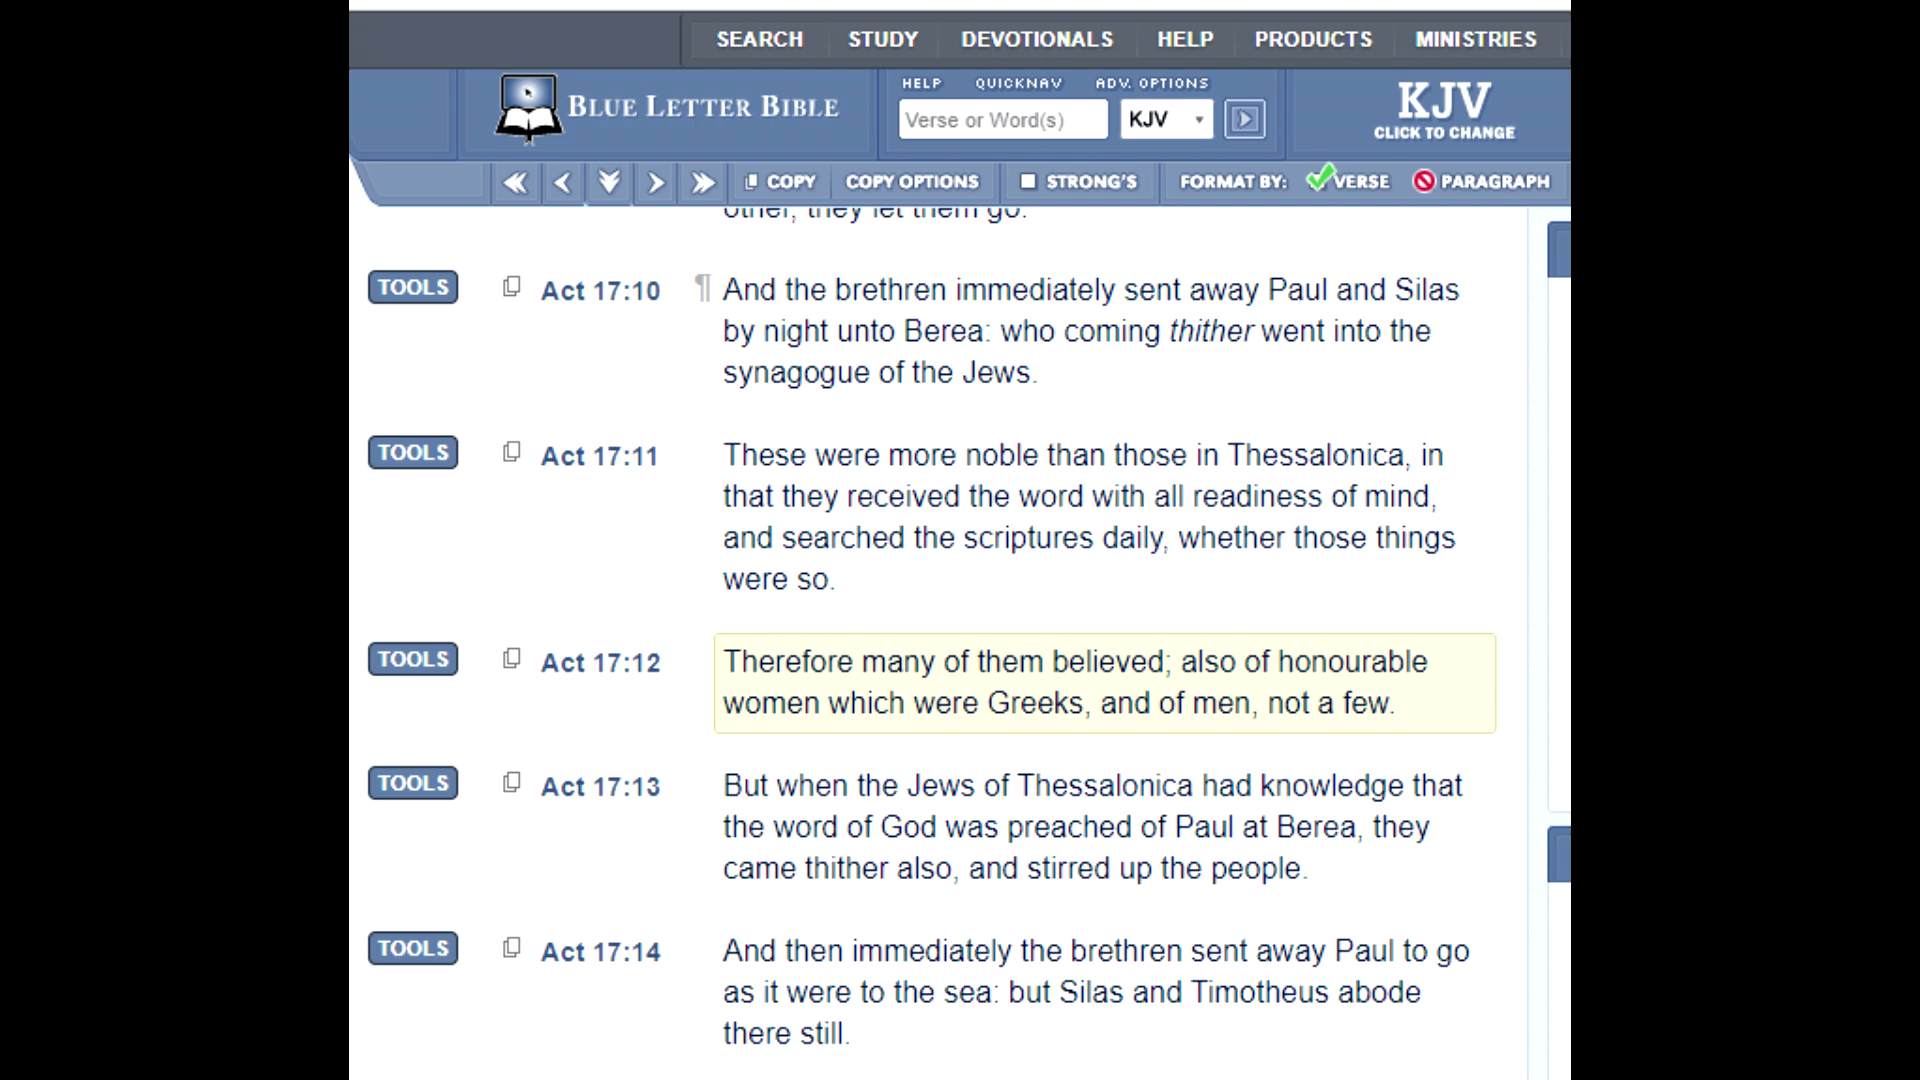 SEARCH STUDY DEVOTIONALS HELP PRODUCTS MINISTRIES
HELP QUICKNAV ADV. OPTIONS
BLUE LETTER BIBLE
Verse or Word(s) KJV
KJV
CLICK TO CHANGE
COPY COPY OPTIONS STRONG'S FORMAT BY: VERSE PARAGRAPH
other, they let them go.
TOOLS Act 17:10 ¶ And the brethren immediately sent away Paul and Silas
by night unto Berea: who coming thither went into the
synagogue of the Jews.
TOOLS Act 17:11 These were more noble than those in Thessalonica, in
that they received the word with all readiness of mind,
and searched the scriptures daily, whether those things
were so.
TOOLS Act 17:12 Therefore many of them believed; also of honourable
women which were Greeks, and of men, not a few.
TOOLS Act 17:13 But when the Jews of Thessalonica had knowledge that
the word of God was preached of Paul at Berea, they
came thither also, and stirred up the people.
TOOLS Act 17:14 And then immediately the brethren sent away Paul to go
as it were to the sea: but Silas and Timotheus abode
there still.